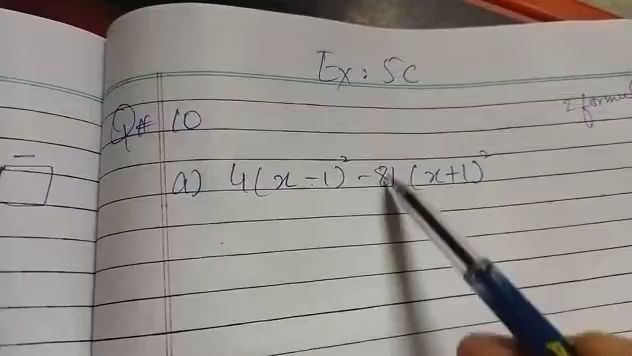 Ex: 5c
Q# 10
a) 4(x-1)² - 81(x+1)²